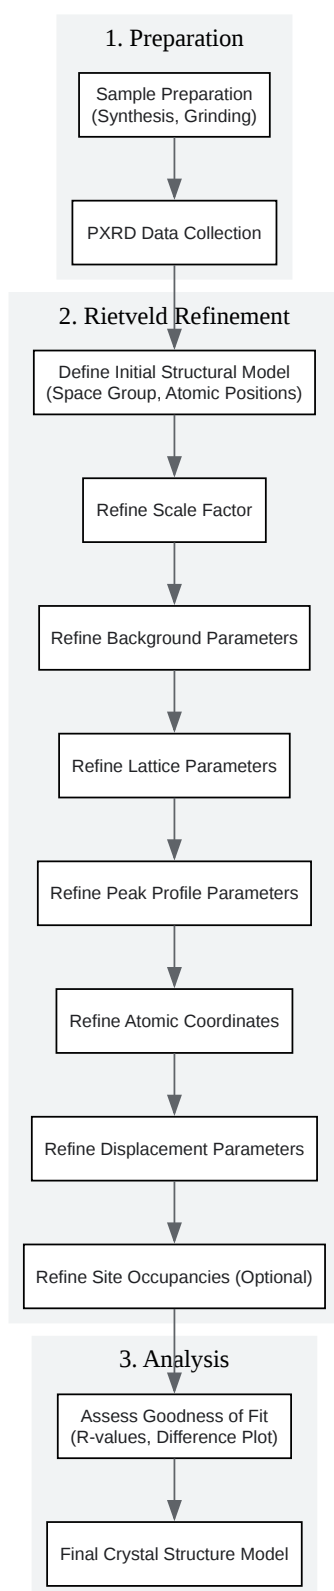 1. Preparation
Sample Preparation
(Synthesis, Grinding)
PXRD Data Collection
2. Rietveld Refinement
Define Initial Structural Model
(Space Group, Atomic Positions)
Refine Scale Factor
Refine Background Parameters
Refine Lattice Parameters
Refine Peak Profile Parameters
Refine Atomic Coordinates
Refine Displacement Parameters
Refine Site Occupancies (Optional)
3. Analysis
Assess Goodness of Fit
(R-values, Difference Plot)
Final Crystal Structure Model